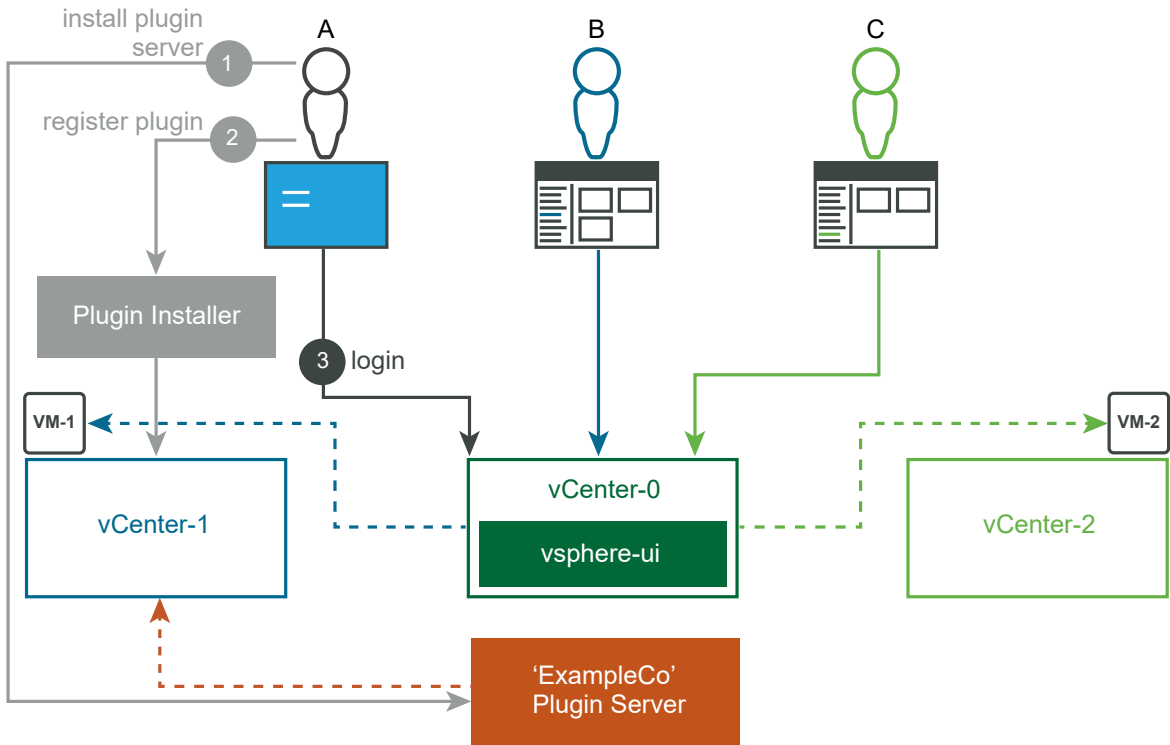 install plugin
server
A
B
C
1
register plugin
2
Plugin Installer
3
login
VM-1
VM-2
vCenter-1
vCenter-0
vsphere-ui
vCenter-2
‘ExampleCo’
Plugin Server